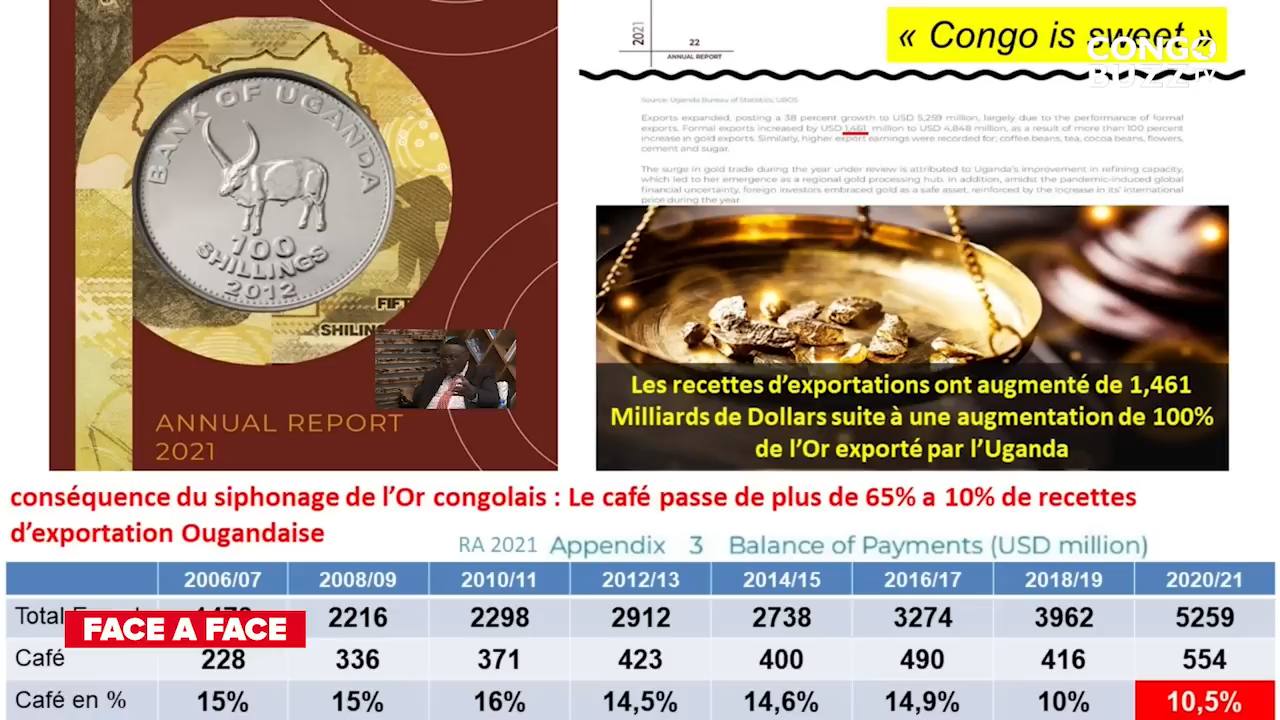 BANK OF UGANDA
100
SHILLINGS
2012
SHILIN
ANNUAL REPORT
2021
2021
22
ANNUAL REPORT
« Congo is sweet »
CONGO
BUZZ TV
Source: Uganda Bureau of Statistics, UBOS
Exports expanded, posting a 38 percent growth to USD 5,259 million, largely due to the performance of formal
exports. Formal exports increased by USD 1,461 million to USD 4,848 million, as a result of more than 100 percent
increase in gold exports. Similarly, higher export earnings were recorded for; coffee beans, tea, cocoa beans, flowers,
cement and sugar.
The surge in gold trade during the year under review is attributed to Uganda's improvement in refining capacity,
which led to her emergence as a regional gold processing hub. In addition, amidst the pandemic-induced global
financial uncertainty, foreign investors embraced gold as a safe asset, reinforced by the increase in its' international
price during the year
Les recettes d'exportations ont augmenté de 1,461
Milliards de Dollars suite à une augmentation de 100%
de l'Or exporté par l'Uganda
conséquence du siphonage de l'Or congolais : Le café passe de plus de 65% a 10% de recettes
d'exportation Ougandaise
RA 2021 Appendix 3 Balance of Payments (USD million)
2006/07 2008/09 2010/11 2012/13 2014/15 2016/17 2018/19 2020/21
Total 2216 2298 2912 2738 3274 3962 5259
FACE A FACE
Café 228 336 371 423 400 490 416 554
Café en % 15% 15% 16% 14,5% 14,6% 14,9% 10% 10,5%